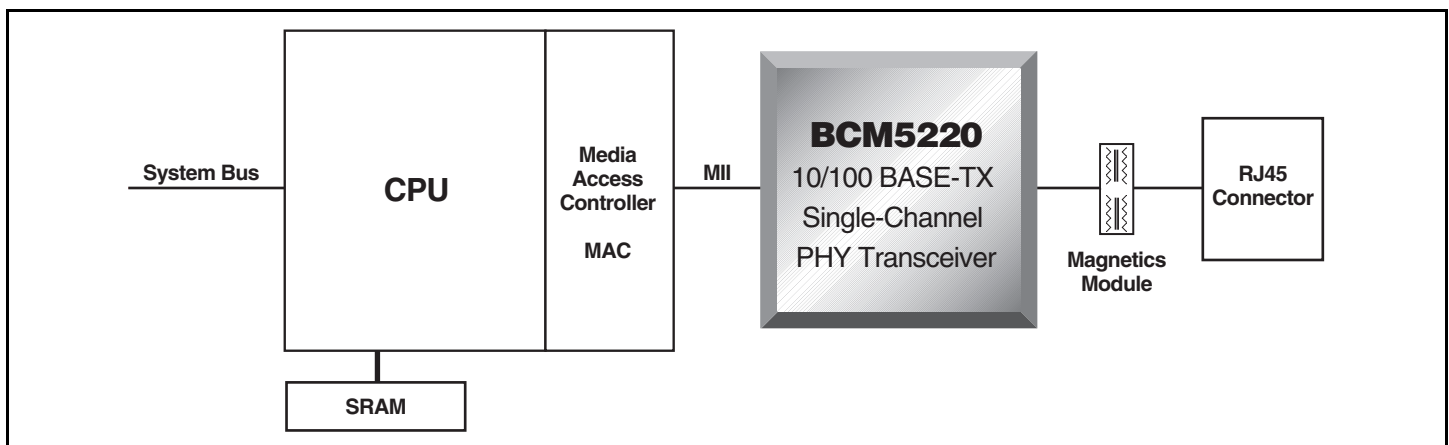 System Bus
CPU
Media
Access
Controller
MAC
MII
BCM5220
10/100 BASE-TX
Single-Channel
PHY Transceiver
Magnetics
Module
RJ45
Connector
SRAM